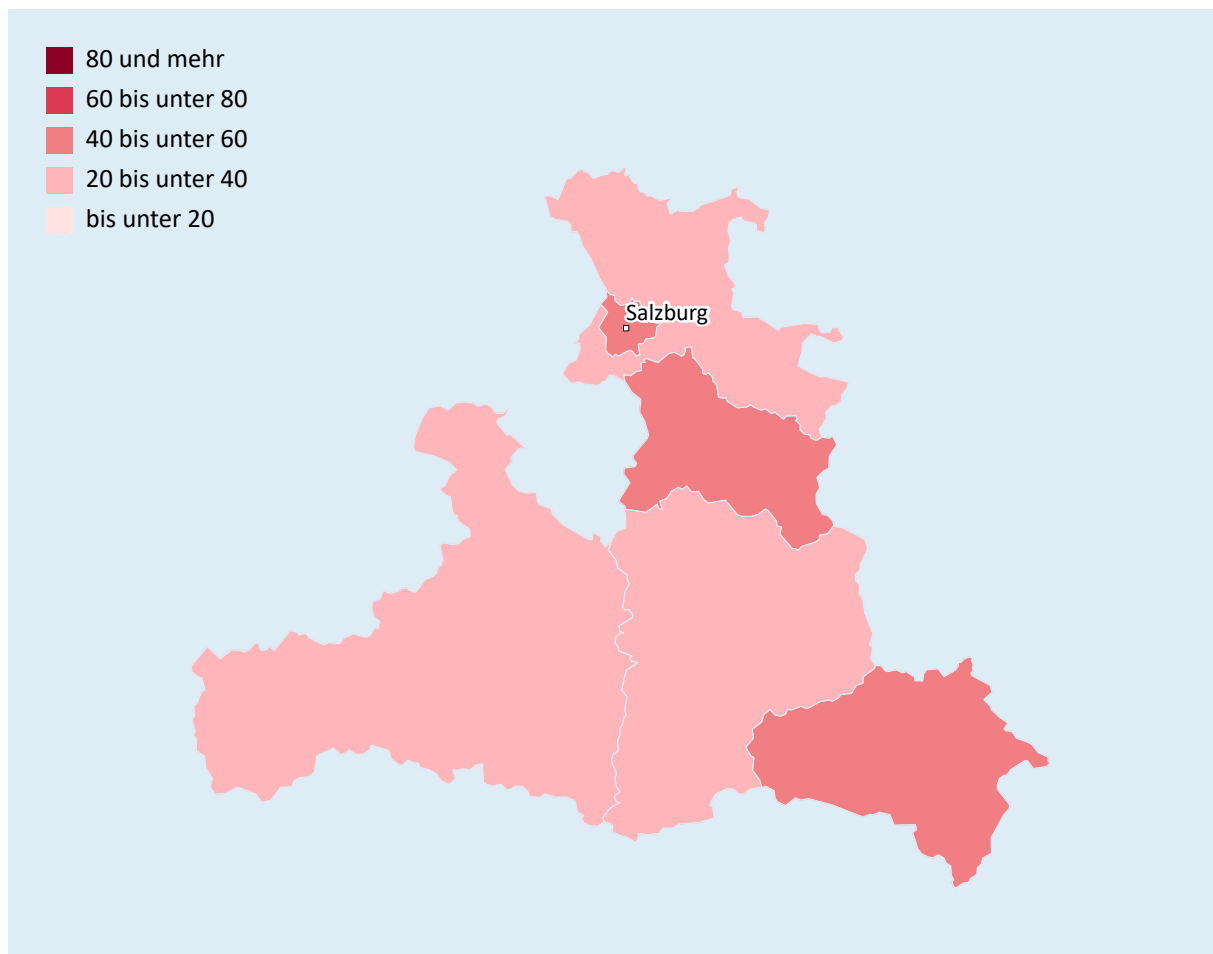 80 und mehr
60 bis unter 80
40 bis unter 60
20 bis unter 40
bis unter 20
Salzburg